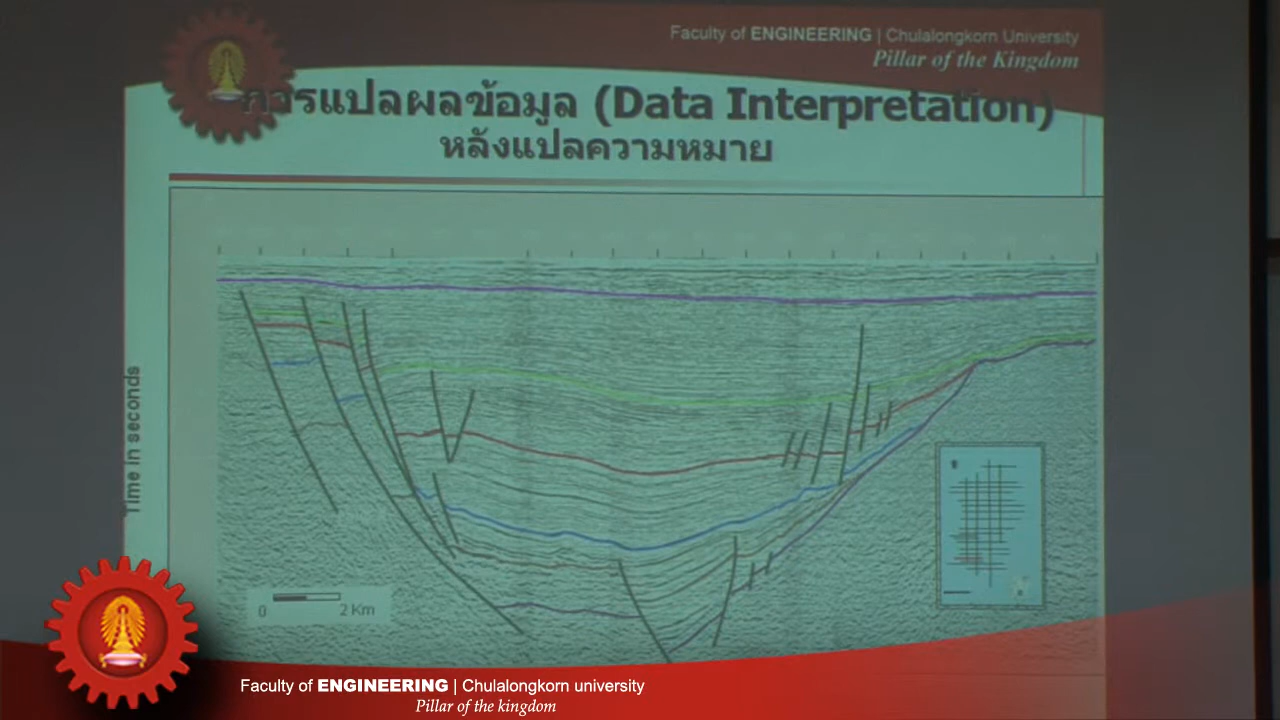 Faculty of ENGINEERING | Chulalongkorn University
Pillar of the Kingdom
การแปลผลข้อมูล (Data Interpretation)
หลังแปลความหมาย
Time in seconds
0 2 Km
Faculty of ENGINEERING | Chulalongkorn university
Pillar of the kingdom